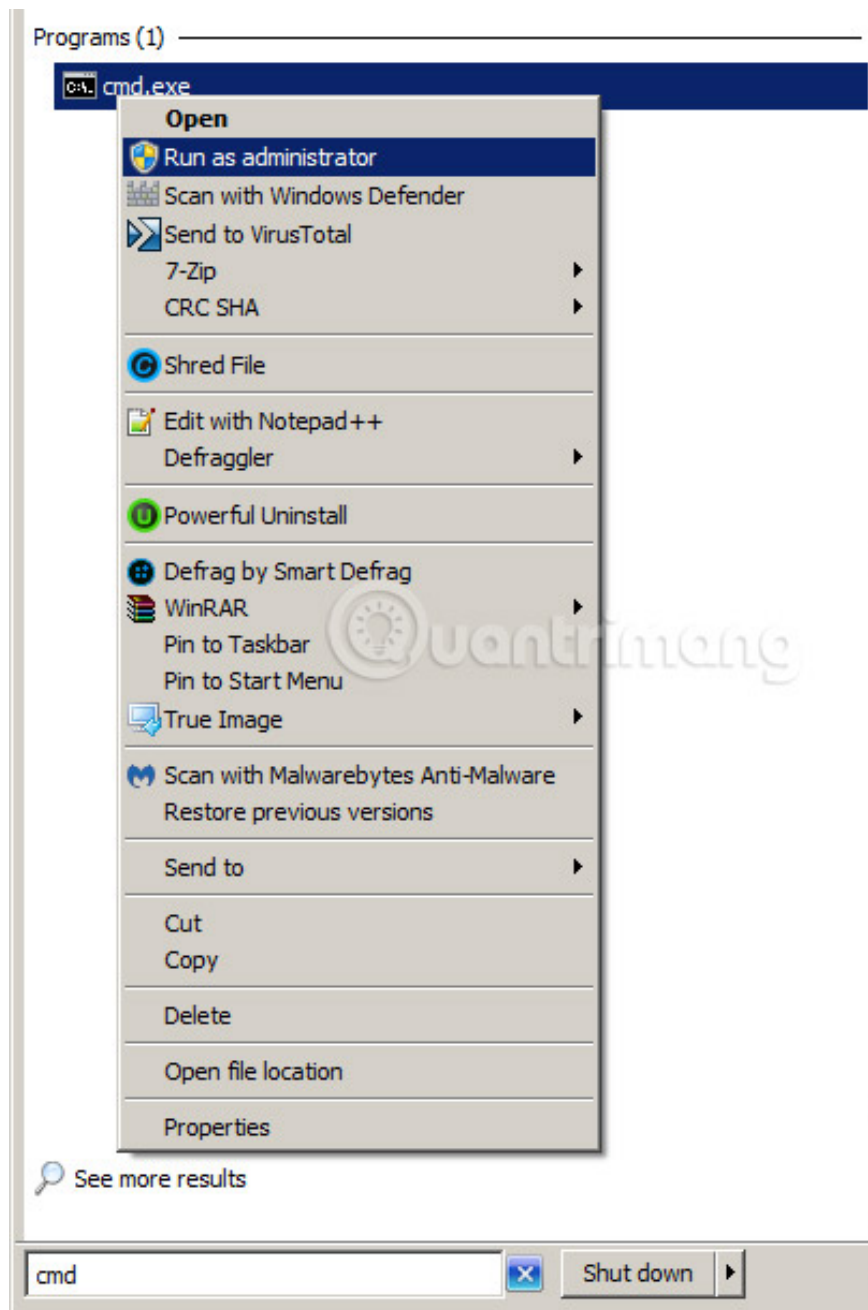 Programs (1)
cmd.exe
Open
Run as administrator
Scan with Windows Defender
Send to VirusTotal
7-Zip
CRC SHA
Shred File
Edit with Notepad++
Defraggler
Powerful Uninstall
Defrag by Smart Defrag
WinRAR
Pin to Taskbar
Quantrimang
Pin to Start Menu
True Image
Scan with Malwarebytes Anti-Malware
Restore previous versions
Send to
Cut
Copy
Delete
Open file location
Properties
See more results
cmd
Shut down